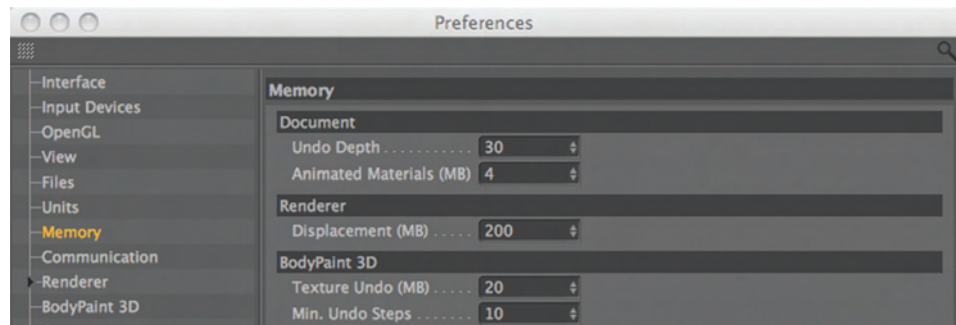 Preferences
Interface
Input Devices
OpenGL
View
Files
Units
Memory
Communication
Renderer
BodyPaint 3D
Memory
Document
Undo Depth . . . . . . . . . . . 30
Animated Materials (MB) 4
Renderer
Displacement (MB) . . . . . 200
BodyPaint 3D
Texture Undo (MB) . . . . . 20
Min. Undo Steps . . . . . . . 10